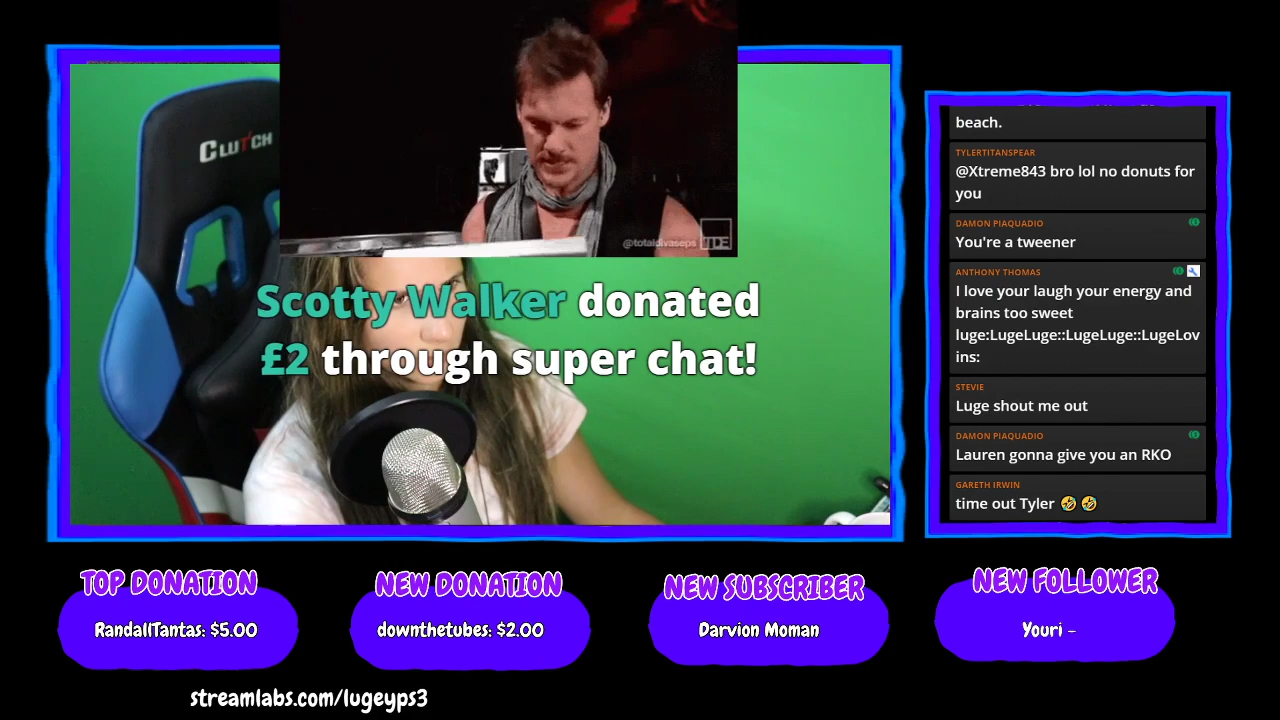 CLUTCH
@totaldivaseps TDE
Scotty Walker donated
£2 through super chat!
beach.
TYLERTITANSPEAR
@Xtreme843 bro lol no donuts for
you
DAMON PIAQUADIO
You're a tweener
ANTHONY THOMAS
I love your laugh your energy and
brains too sweet
luge:LugeLuge::LugeLuge::LugeLov
ins:
STEVIE
Luge shout me out
DAMON PIAQUADIO
Lauren gonna give you an RKO
GARETH IRWIN
time out Tyler 🤣 🤣
TOP DONATION
RandallTantas: $5.00
NEW DONATION
downthetubes: $2.00
NEW SUBSCRIBER
Darvion Moman
NEW FOLLOWER
Youri -
streamlabs.com/lugeyps3